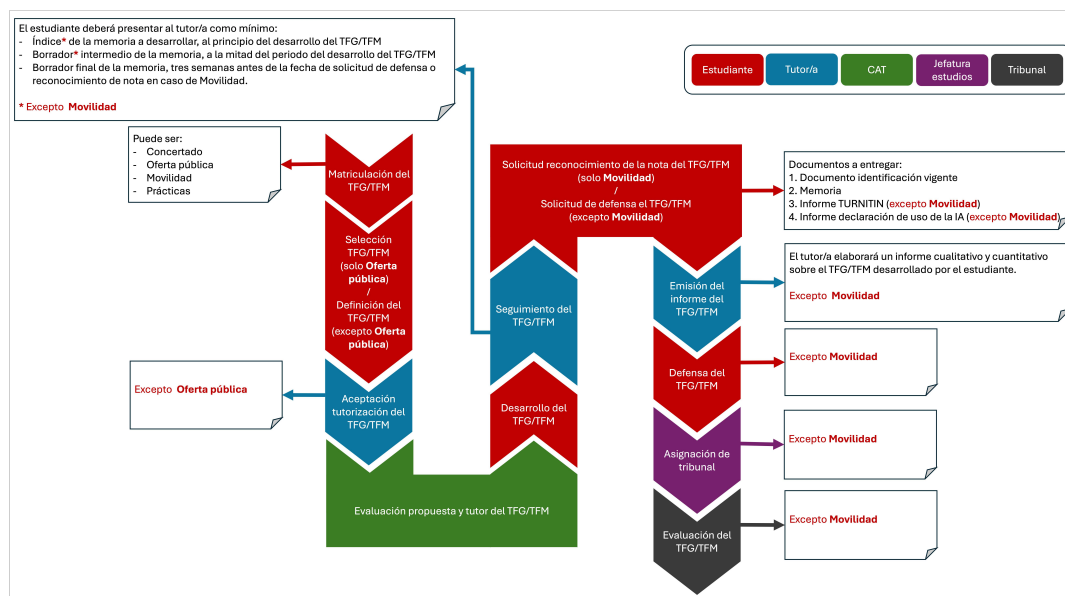 El estudiante deberá presentar al tutor/a como mínimo:
- Índice* de la memoria a desarrollar, al principio del desarrollo del TFG/TFM
- Borrador* intermedio de la memoria, a la mitad del periodo del desarrollo del TFG/TFM
- Borrador final de la memoria, tres semanas antes de la fecha de solicitud de defensa o
reconocimiento de nota en caso de Movilidad.
* Excepto Movilidad
Estudiante
Tutor/a
CAT
Jefatura
estudios
Tribunal
Puede ser:
- Concertado
- Oferta pública
- Movilidad
- Prácticas
Matriculación del
TFG/TFM
Selección
TFG/TFM
(solo Oferta
pública)
/
Definición del
TFG/TFM
(excepto Oferta
pública)
Excepto Oferta pública
Aceptación
tutorización del
TFG/TFM
Evaluación propuesta y tutor del TFG/TFM
Desarrollo del
TFG/TFM
Seguimiento del
TFG/TFM
Solicitud reconocimiento de la nota del TFG/TFM
(solo Movilidad)
/
Solicitud de defensa el TFG/TFM
(excepto Movilidad)
Documentos a entregar:
1. Documento identificación vigente
2. Memoria
3. Informe TURNITIN (excepto Movilidad)
4. Informe declaración de uso de la IA (excepto Movilidad)
Emisión del
informe del
TFG/TFM
El tutor/a elaborará un informe cualitativo y cuantitativo
sobre el TFG/TFM desarrollado por el estudiante.
Excepto Movilidad
Defensa del
TFG/TFM
Excepto Movilidad
Asignación de
tribunal
Excepto Movilidad
Evaluación del
TFG/TFM
Excepto Movilidad